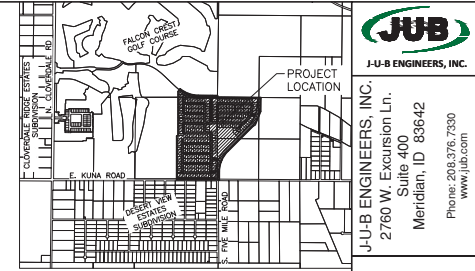 FALCON CREST
GOLF COURSE
PROJECT
LOCATION
CLOVERDALE RIDGE ESTATES
SUBDIVISION
N. CLOVERDALE RD
E. KUNA ROAD
DESERT VIEW
ESTATES
SUBDIVISION
S. FIVE MILE ROAD
JUB
J-U-B ENGINEERS, INC.
J-U-B ENGINEERS, INC.
2760 W. Excursion Ln.
Suite 400
Meridian, ID 83642
Phone: 208.376.7330
www.jub.com